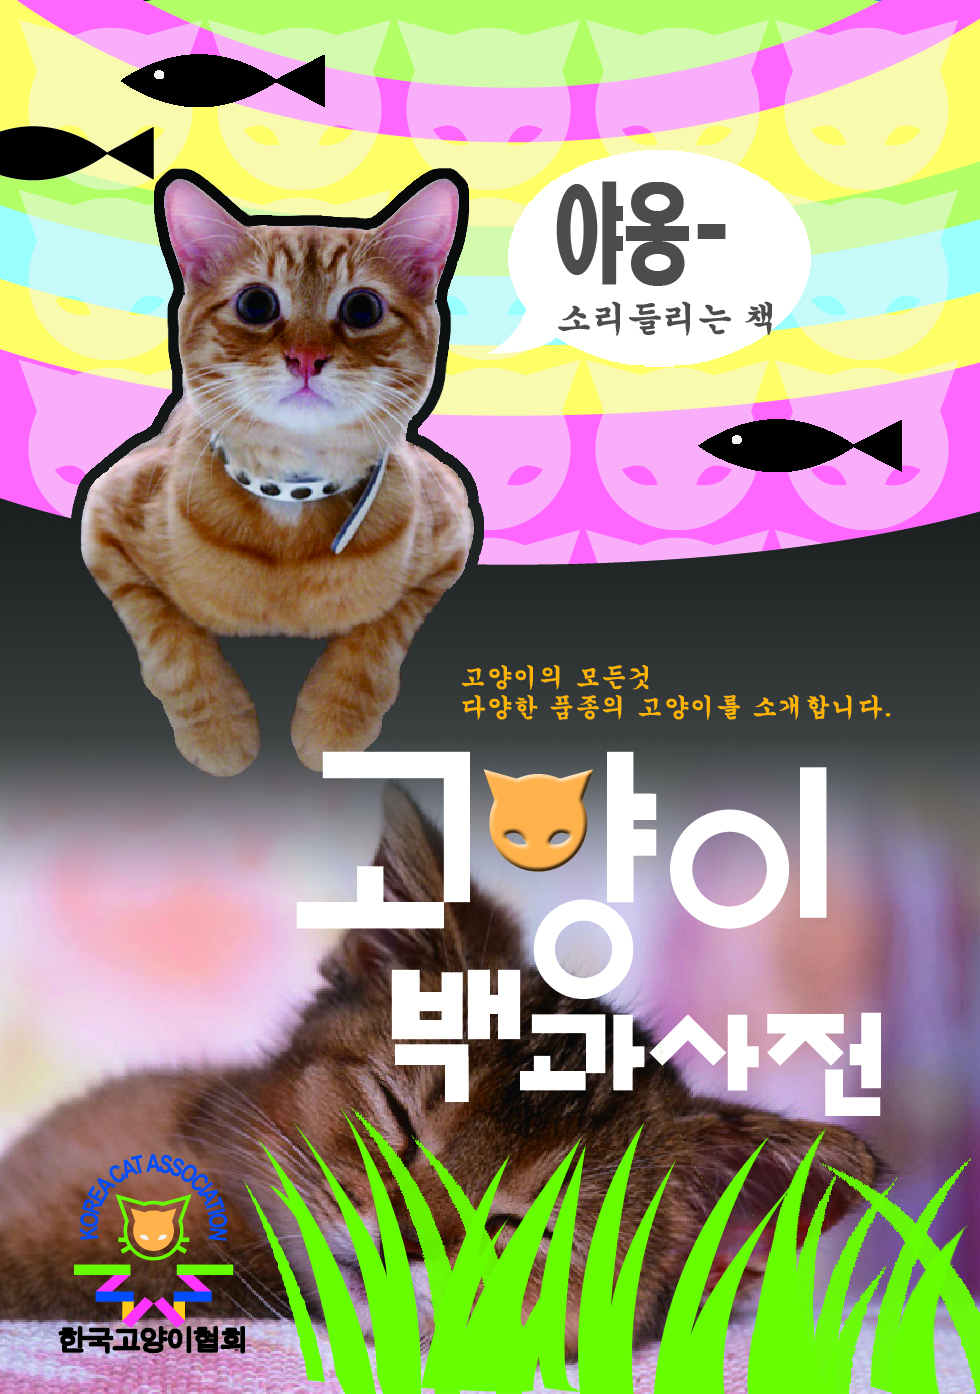 야옹-
소리들리는 책
고양이의 모든것
다양한 품종의 고양이를 소개합니다.
고양이
백과사전
KOREA CAT ASSOCIATION
한국고양이협회